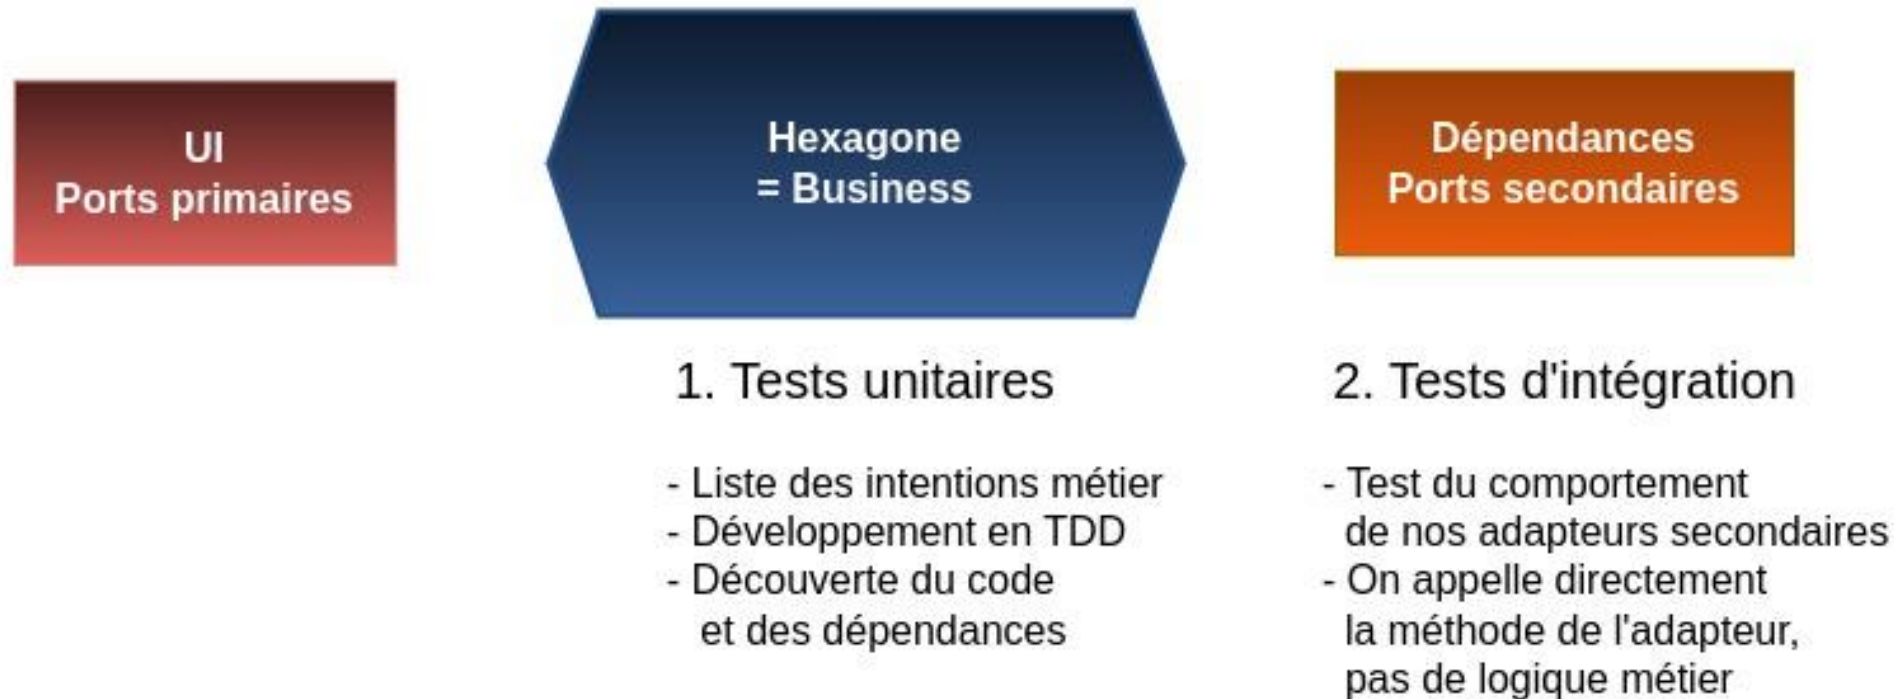 UI
Ports primaires
Hexagone
= Business
Dépendances
Ports secondaires
1. Tests unitaires
- Liste des intentions métier
- Développement en TDD
- Découverte du code
et des dépendances
2. Tests d'intégration
- Test du comportement
de nos adapteurs secondaires
- On appelle directement
la méthode de l'adapteur,
pas de logique métier